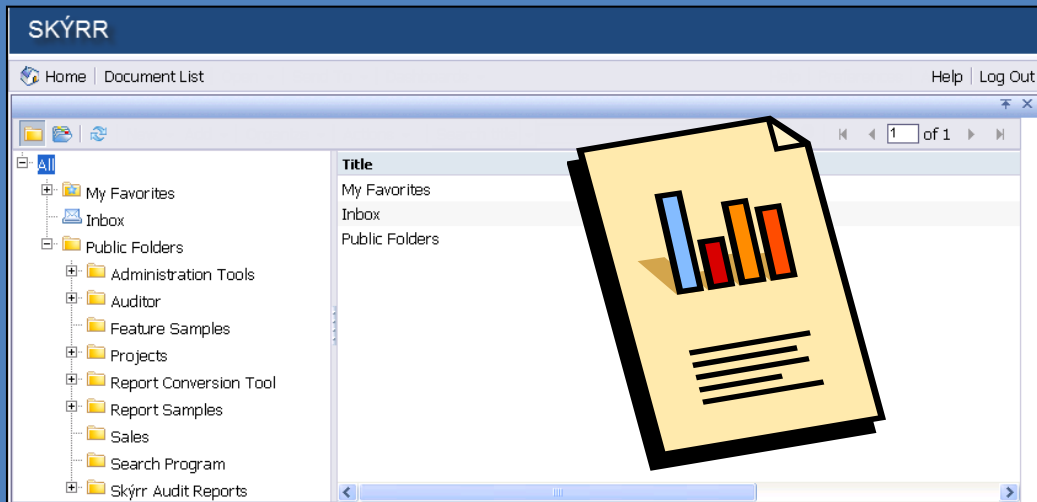 SKÝRR
Home Document List Help Log Out
1 of 1
All
Title
My Favorites
My Favorites
Inbox
Inbox
Public Folders
Public Folders
Administration Tools
Auditor
Feature Samples
Projects
Report Conversion Tool
Report Samples
Sales
Search Program
Skýrr Audit Reports